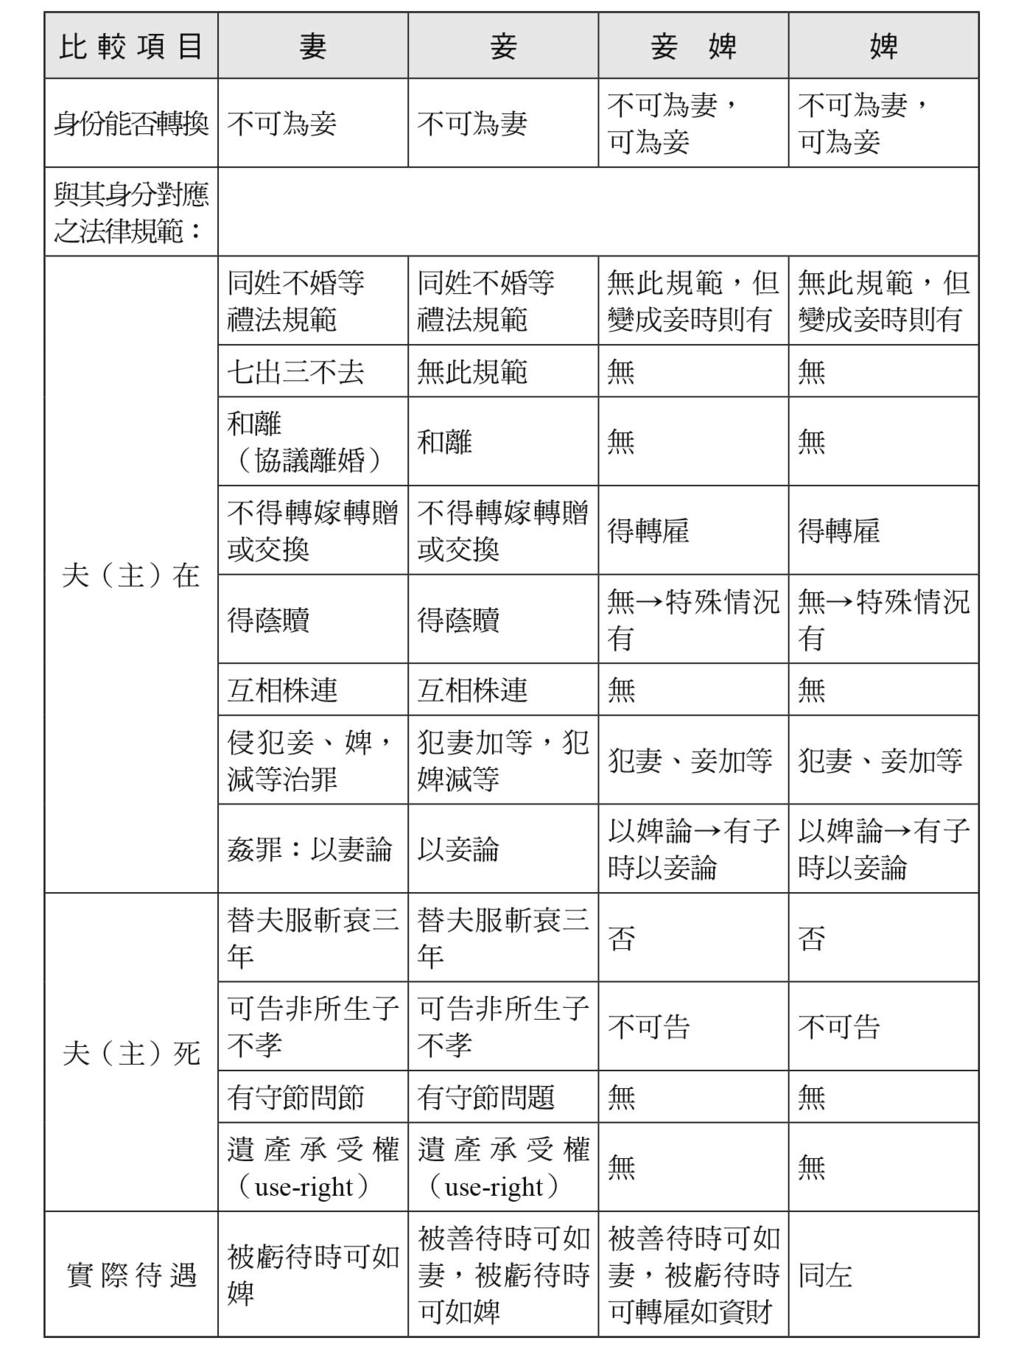 比較項目 妻 妾 妾婢 婢
身份能否轉換 不可為妾 不可為妻 不可為妻，可為妾 不可為妻，可為妾
與其身分對應之法律規範：
夫（主）在
同姓不婚等禮法規範 同姓不婚等禮法規範 無此規範，但變成妾時則有 無此規範，但變成妾時則有
七出三不去 無此規範 無 無
和離（協議離婚） 和離 無 無
不得轉嫁轉贈或交換 不得轉嫁轉贈或交換 得轉雇 得轉雇
得蔭贖 得蔭贖 無→特殊情況有 無→特殊情況有
互相株連 互相株連 無 無
侵犯妾、婢，減等治罪 犯妻加等，犯婢減等 犯妻、妾加等 犯妻、妾加等
姦罪：以妻論 以妾論 以婢論→有子時以妾論 以婢論→有子時以妾論
夫（主）死
替夫服斬衰三年 替夫服斬衰三年 否 否
可告非所生子不孝 可告非所生子不孝 不可告 不可告
有守節問節 有守節問題 無 無
遺產承受權（use-right） 遺產承受權（use-right） 無 無
實際待遇 被虧待時可如婢 被善待時可如妻，被虧待時可如婢 被善待時可如妻，被虧待時可轉雇如資財 同左